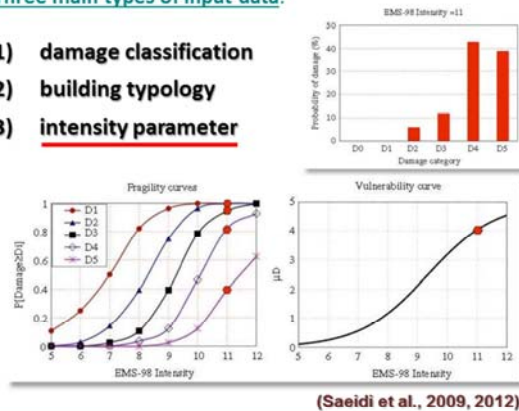 Three main types of input data:
1) damage classification
2) building typology
3) intensity parameter
EMS-98 Intensity =11
Probability of damage (%)
50
40
30
20
10
0
D0 D1 D2 D3 D4 D5
Damage category
Fragility curves
P[Damage≥Di]
1
0.8
0.6
0.4
0.2
0
D1
D2
D3
D4
D5
5 6 7 8 9 10 11 12
EMS-98 Intensity
Vulnerability curve
μD
5
4
3
2
1
0
5 6 7 8 9 10 11 12
EMS-98 Intensity
(Saeidi et al., 2009, 2012)